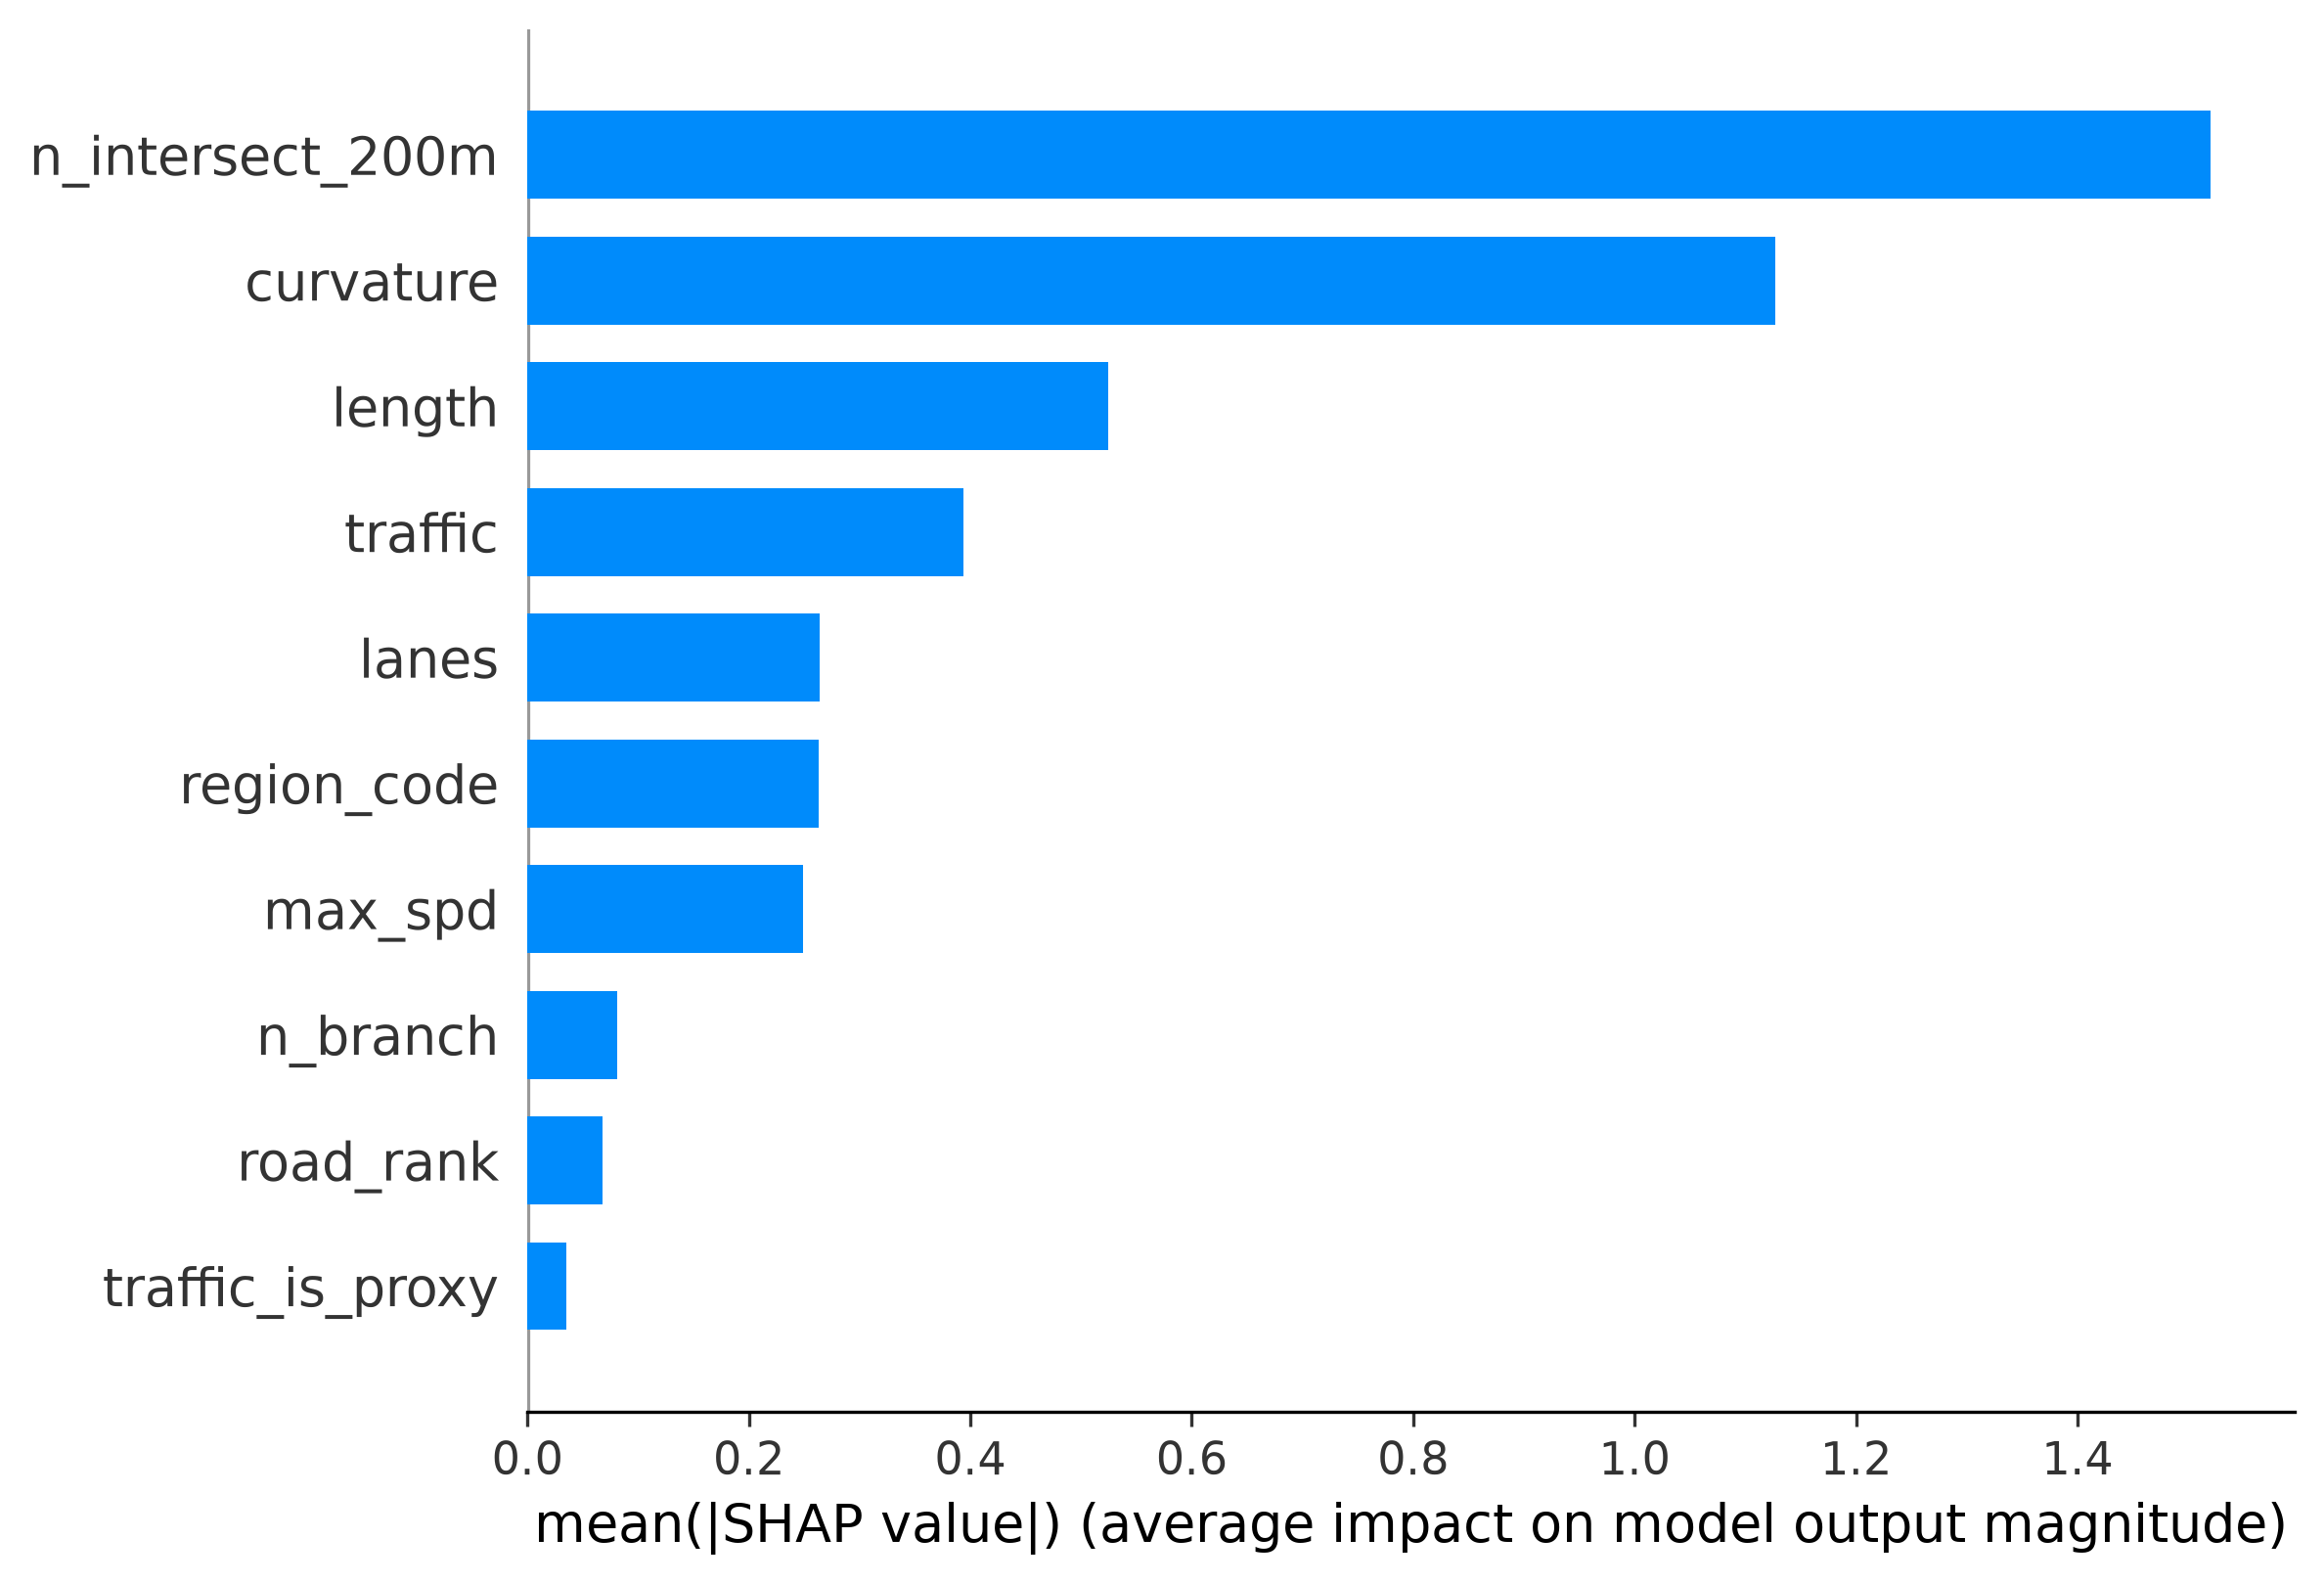 n_intersect_200m
curvature
length
traffic
lanes
region_code
max_spd
n_branch
road_rank
traffic_is_proxy
0.0 0.2 0.4 0.6 0.8 1.0 1.2 1.4
mean(|SHAP value|) (average impact on model output magnitude)